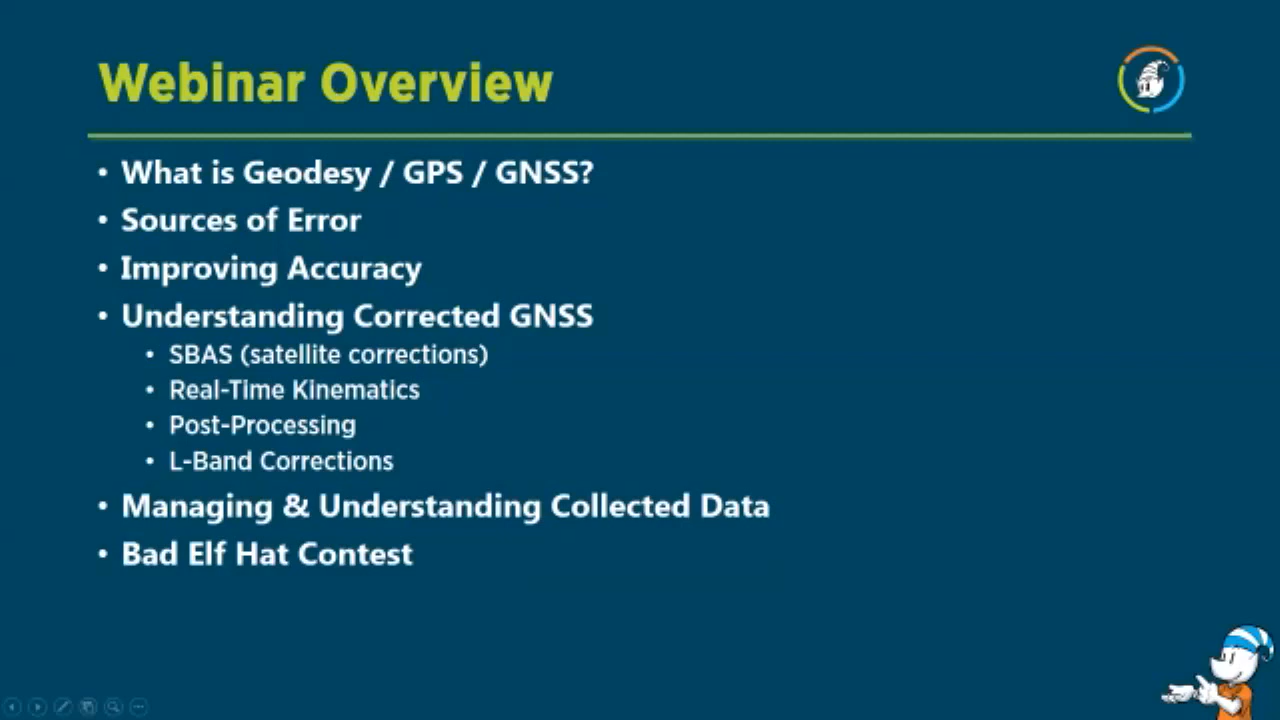 Webinar Overview
• What is Geodesy / GPS / GNSS?
• Sources of Error
• Improving Accuracy
• Understanding Corrected GNSS
• SBAS (satellite corrections)
• Real-Time Kinematics
• Post-Processing
• L-Band Corrections
• Managing & Understanding Collected Data
• Bad Elf Hat Contest